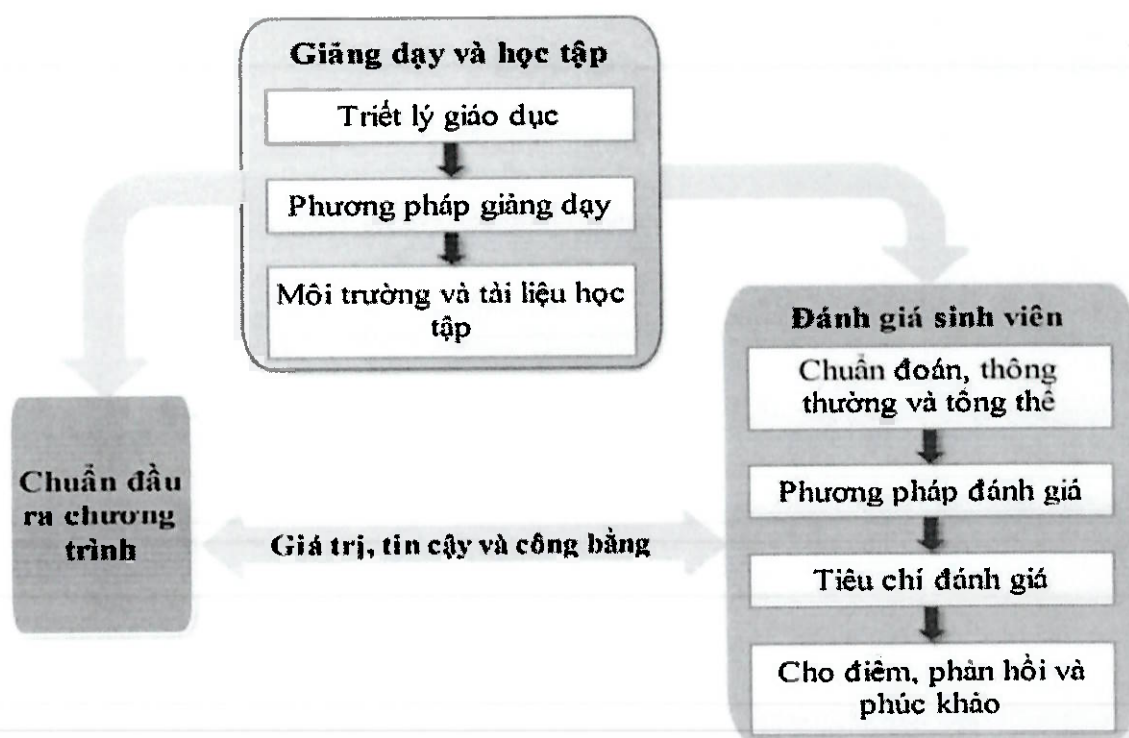 Giảng dạy và học tập
Triết lý giáo dục
Phương pháp giảng dạy
Môi trường và tài liệu học
tập
Đánh giá sinh viên
Chuẩn đoán, thông
thường và tổng thể
Phương pháp đánh giá
Tiêu chí đánh giá
Cho điểm, phản hồi và
phúc khảo
Chuẩn đầu
ra chương
trình
Giá trị, tin cậy và công bằng